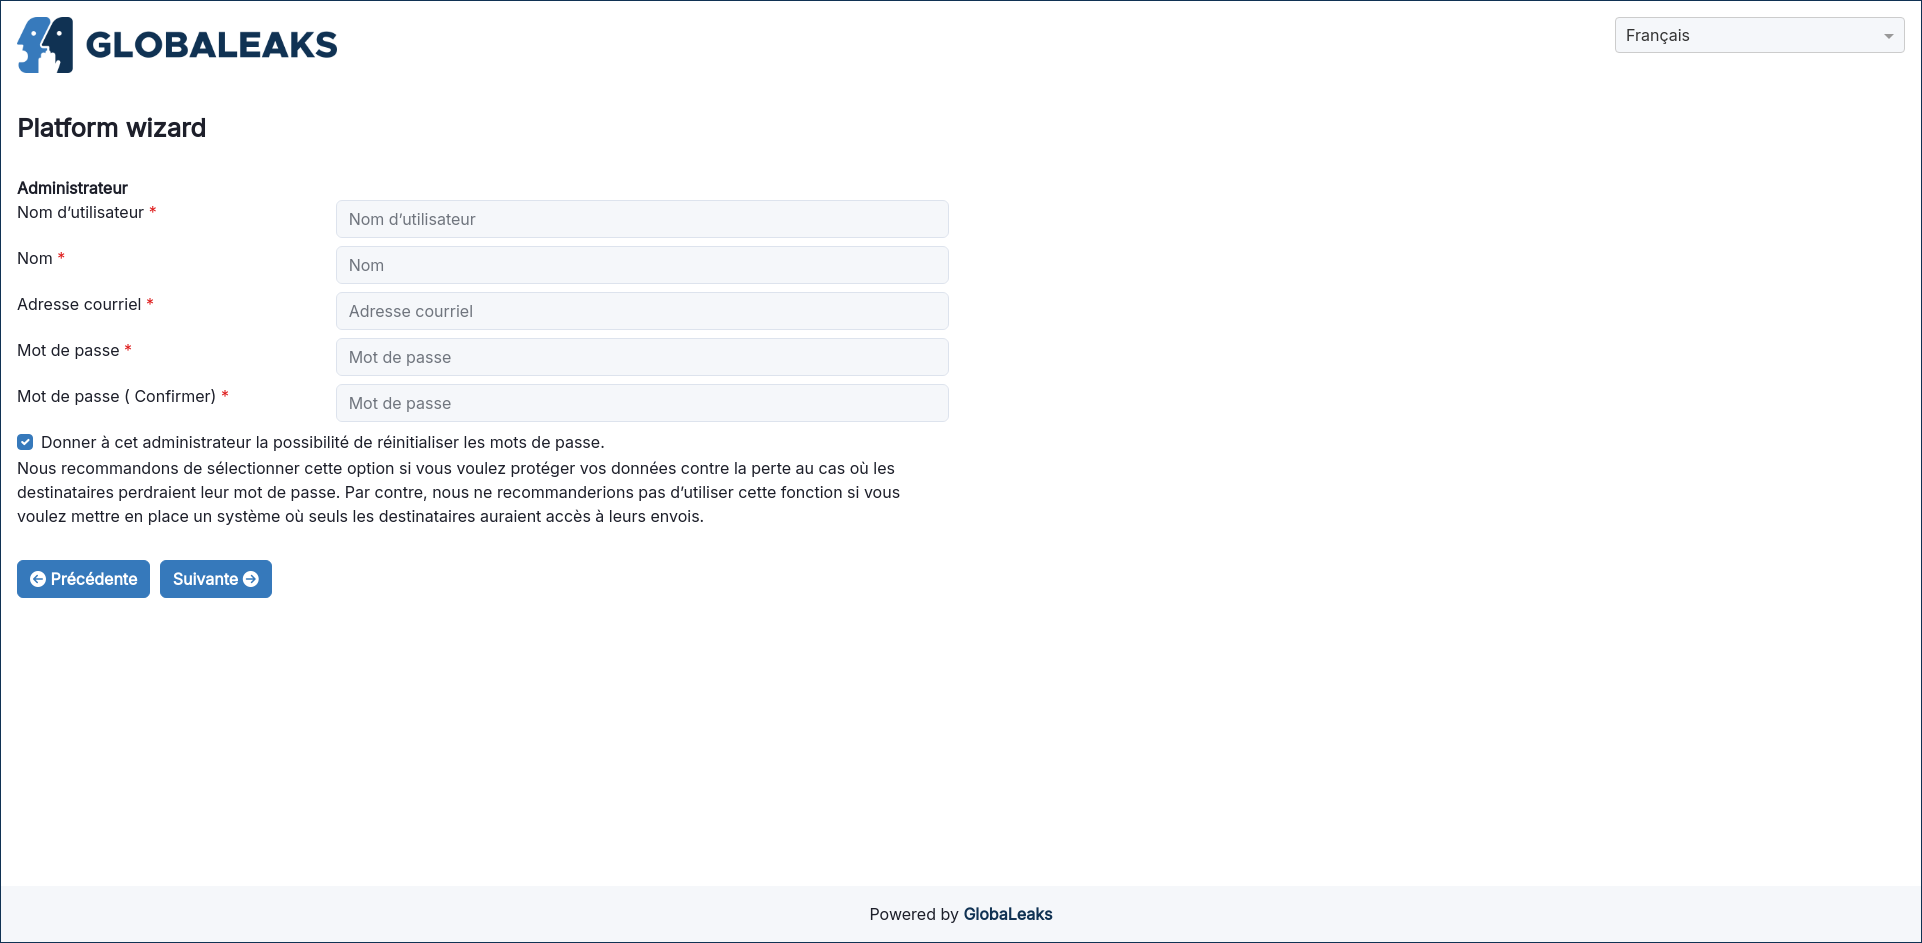 GLOBALEAKS
Français
Platform wizard
Administrateur
Nom d’utilisateur *
Nom d’utilisateur
Nom *
Nom
Adresse courriel *
Adresse courriel
Mot de passe *
Mot de passe
Mot de passe ( Confirmer) *
Mot de passe
Donner à cet administrateur la possibilité de réinitialiser les mots de passe.
Nous recommandons de sélectionner cette option si vous voulez protéger vos données contre la perte au cas où les
destinataires perdraient leur mot de passe. Par contre, nous ne recommanderions pas d’utiliser cette fonction si vous
voulez mettre en place un système où seuls les destinataires auraient accès à leurs envois.
Précédente
Suivante
Powered by GlobaLeaks